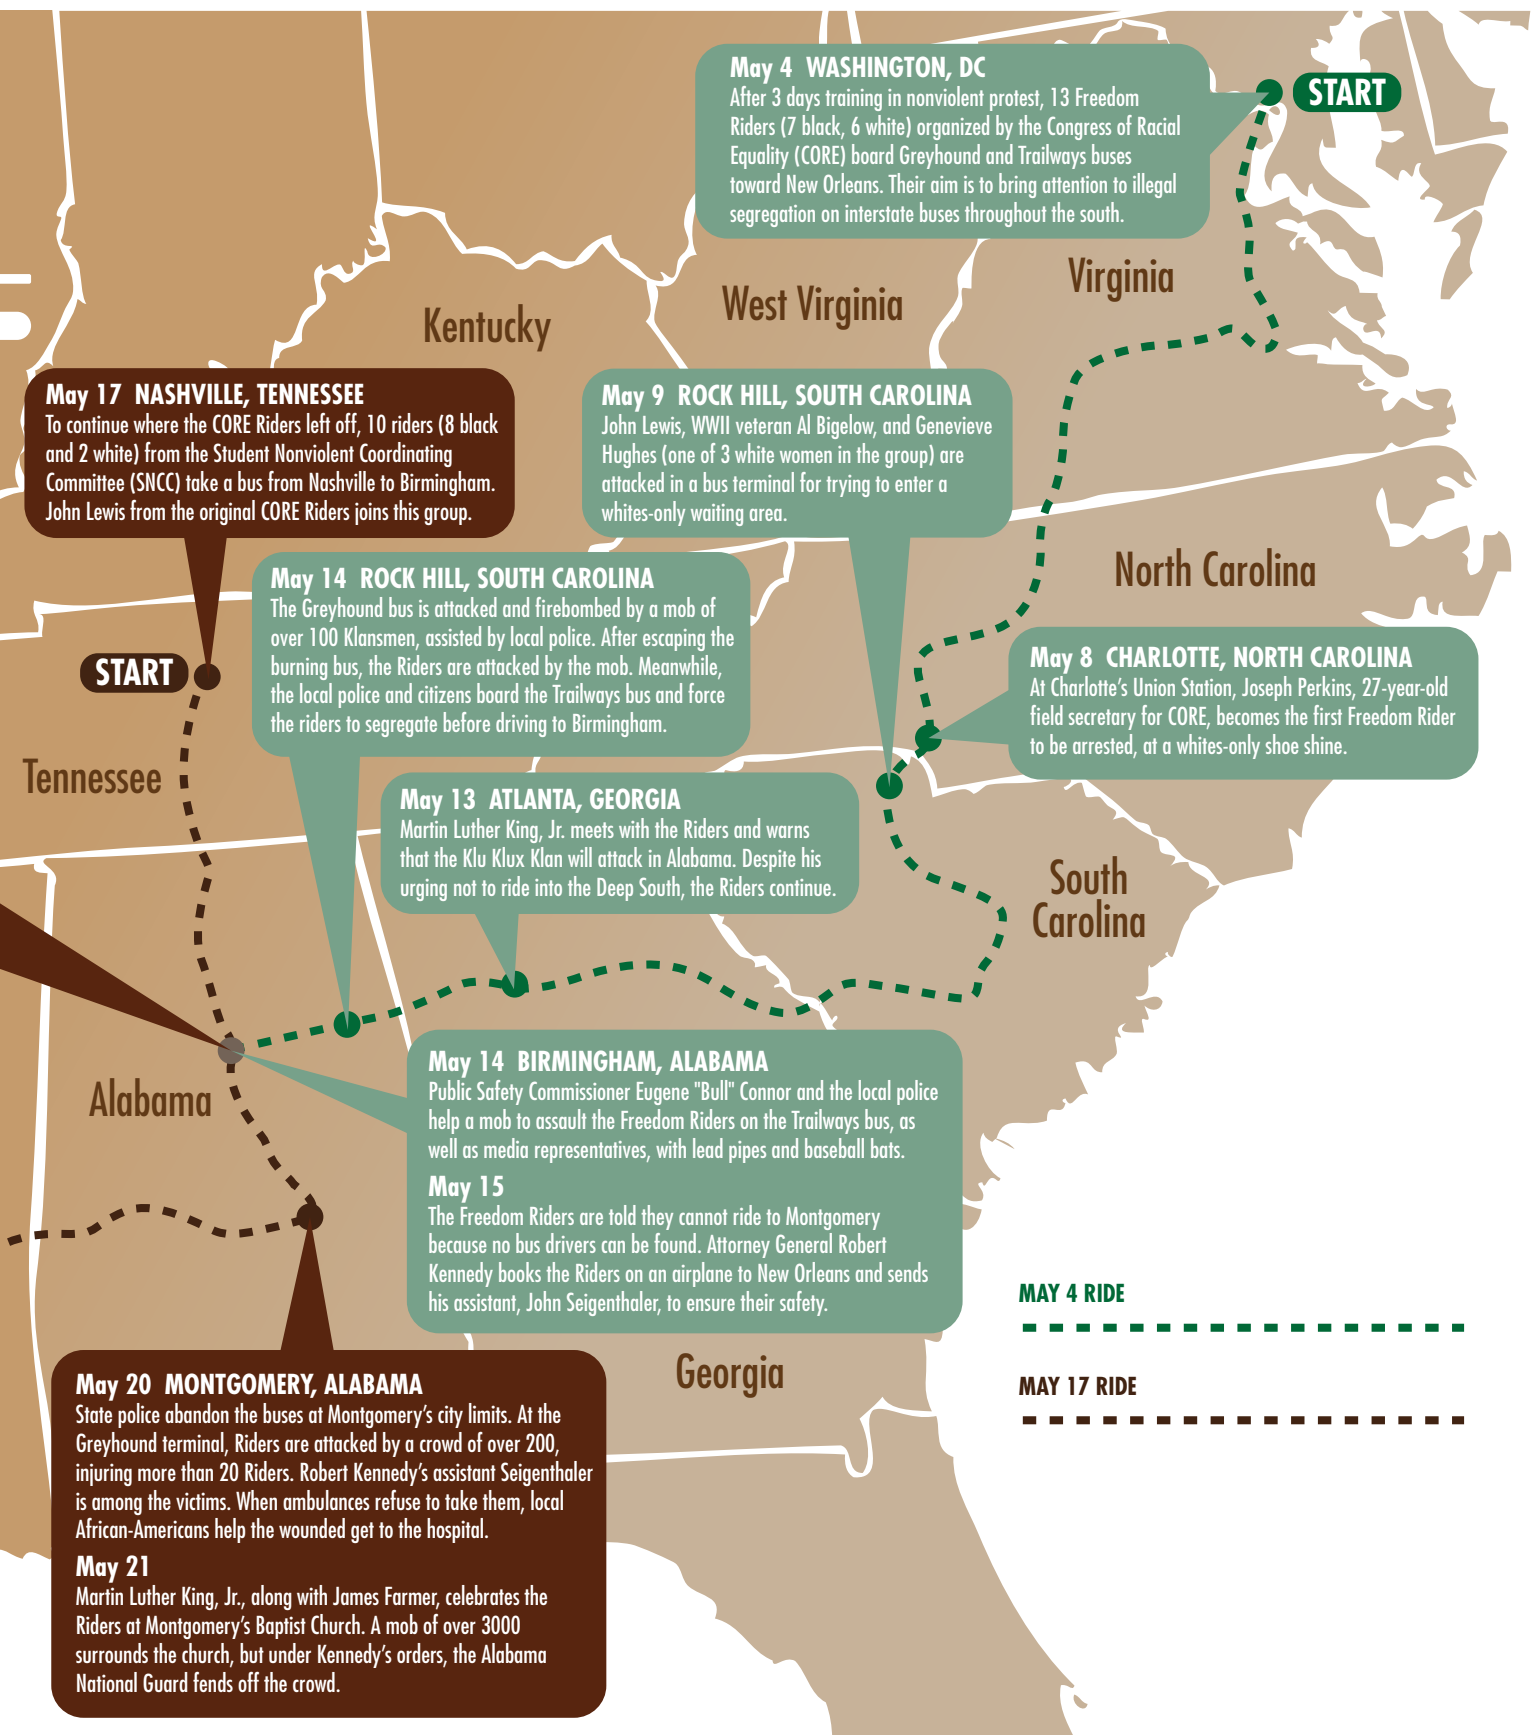 May 4 WASHINGTON, DC
After 3 days training in nonviolent protest, 13 Freedom
Riders (7 black, 6 white) organized by the Congress of Racial
Equality (CORE) board Greyhound and Trailways buses
toward New Orleans. Their aim is to bring attention to illegal
segregation on interstate buses throughout the south.
START
Virginia
West Virginia
Kentucky
May 17 NASHVILLE, TENNESSEE
To continue where the CORE Riders left off, 10 riders (8 black
and 2 white) from the Student Nonviolent Coordinating
Committee (SNCC) take a bus from Nashville to Birmingham.
John Lewis from the original CORE Riders joins this group.
May 9 ROCK HILL, SOUTH CAROLINA
John Lewis, WWII veteran Al Bigelow, and Genevieve
Hughes (one of 3 white women in the group) are
attacked in a bus terminal for trying to enter a
whites-only waiting area.
North Carolina
May 14 ROCK HILL, SOUTH CAROLINA
The Greyhound bus is attacked and firebombed by a mob of
over 100 Klansmen, assisted by local police. After escaping the
burning bus, the Riders are attacked by the mob. Meanwhile,
the local police and citizens board the Trailways bus and force
the riders to segregate before driving to Birmingham.
START
May 8 CHARLOTTE, NORTH CAROLINA
At Charlotte's Union Station, Joseph Perkins, 27-year-old
field secretary for CORE, becomes the first Freedom Rider
to be arrested, at a whites-only shoe shine.
Tennessee
May 13 ATLANTA, GEORGIA
Martin Luther King, Jr. meets with the Riders and warns
that the Klu Klux Klan will attack in Alabama. Despite his
urging not to ride into the Deep South, the Riders continue.
South
Carolina
Alabama
May 14 BIRMINGHAM, ALABAMA
Public Safety Commissioner Eugene "Bull" Connor and the local police
help a mob to assault the Freedom Riders on the Trailways bus, as
well as media representatives, with lead pipes and baseball bats.
May 15
The Freedom Riders are told they cannot ride to Montgomery
because no bus drivers can be found. Attorney General Robert
Kennedy books the Riders on an airplane to New Orleans and sends
his assistant, John Seigenthaler, to ensure their safety.
MAY 4 RIDE
MAY 17 RIDE
Georgia
May 20 MONTGOMERY, ALABAMA
State police abandon the buses at Montgomery's city limits. At the
Greyhound terminal, Riders are attacked by a crowd of over 200,
injuring more than 20 Riders. Robert Kennedy's assistant Seigenthaler
is among the victims. When ambulances refuse to take them, local
African-Americans help the wounded get to the hospital.
May 21
Martin Luther King, Jr., along with James Farmer, celebrates the
Riders at Montgomery's Baptist Church. A mob of over 3000
surrounds the church, but under Kennedy's orders, the Alabama
National Guard fends off the crowd.